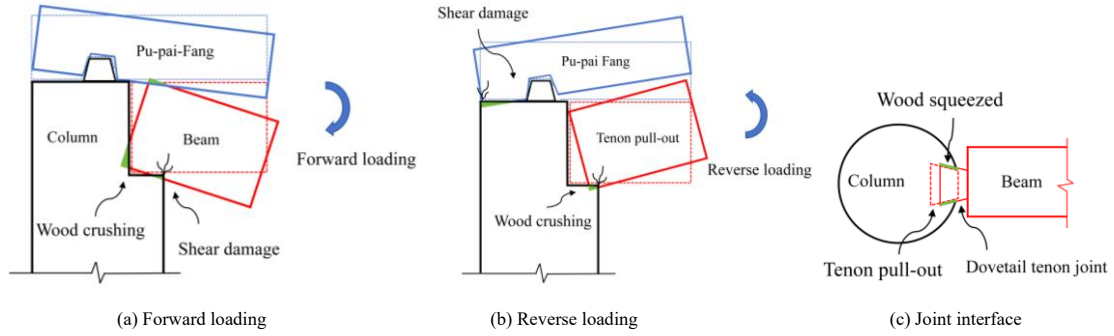 Pu-pai-Fang
Column
Beam
Forward loading
Wood crushing
Shear damage
(a) Forward loading
Shear damage
Pu-pai Fang
Tenon pull-out
Reverse loading
Wood crushing
(b) Reverse loading
Wood squeezed
Column
Beam
Tenon pull-out
Dovetail tenon joint
(c) Joint interface